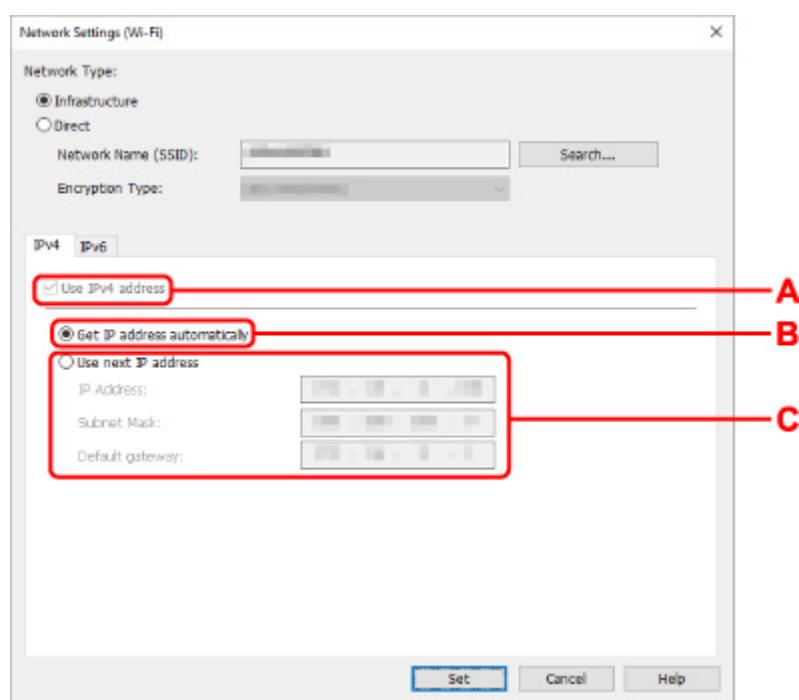 Network Settings (Wi-Fi)
Network Type:
Infrastructure
Direct
Network Name (SSID):
Search....
Encryption Type:
IPv4 IPv6
Use IPv4 address
A
Get IP address automatically
B
Use next IP address
IP Address:
Subnet Mask:
C
Default gateway:
Set Cancel Help